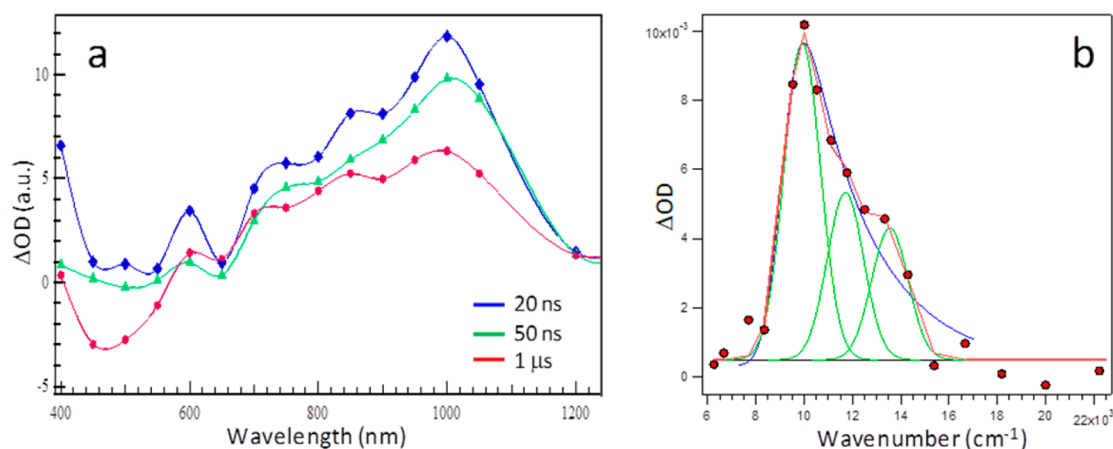 a
ΔOD (a.u.)
10
5
0
-5
20 ns
50 ns
1 μs
400 600 800 1000 1200
Wavelength (nm)
b
ΔOD
10x10⁻³
8
6
4
2
0
6 8 10 12 14 16 18 20 22x10³
Wavenumber (cm⁻¹)